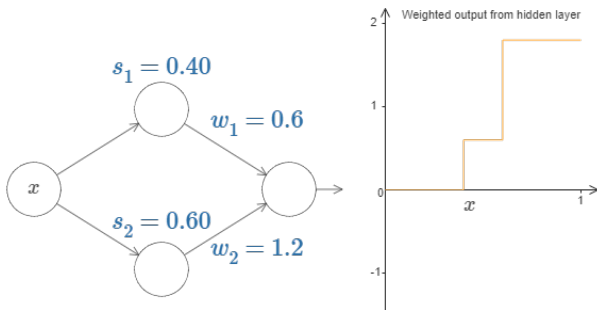 s₁ = 0.40
w₁ = 0.6
x
s₂ = 0.60
w₂ = 1.2
Weighted output from hidden layer
2
1
0
x
1
-1